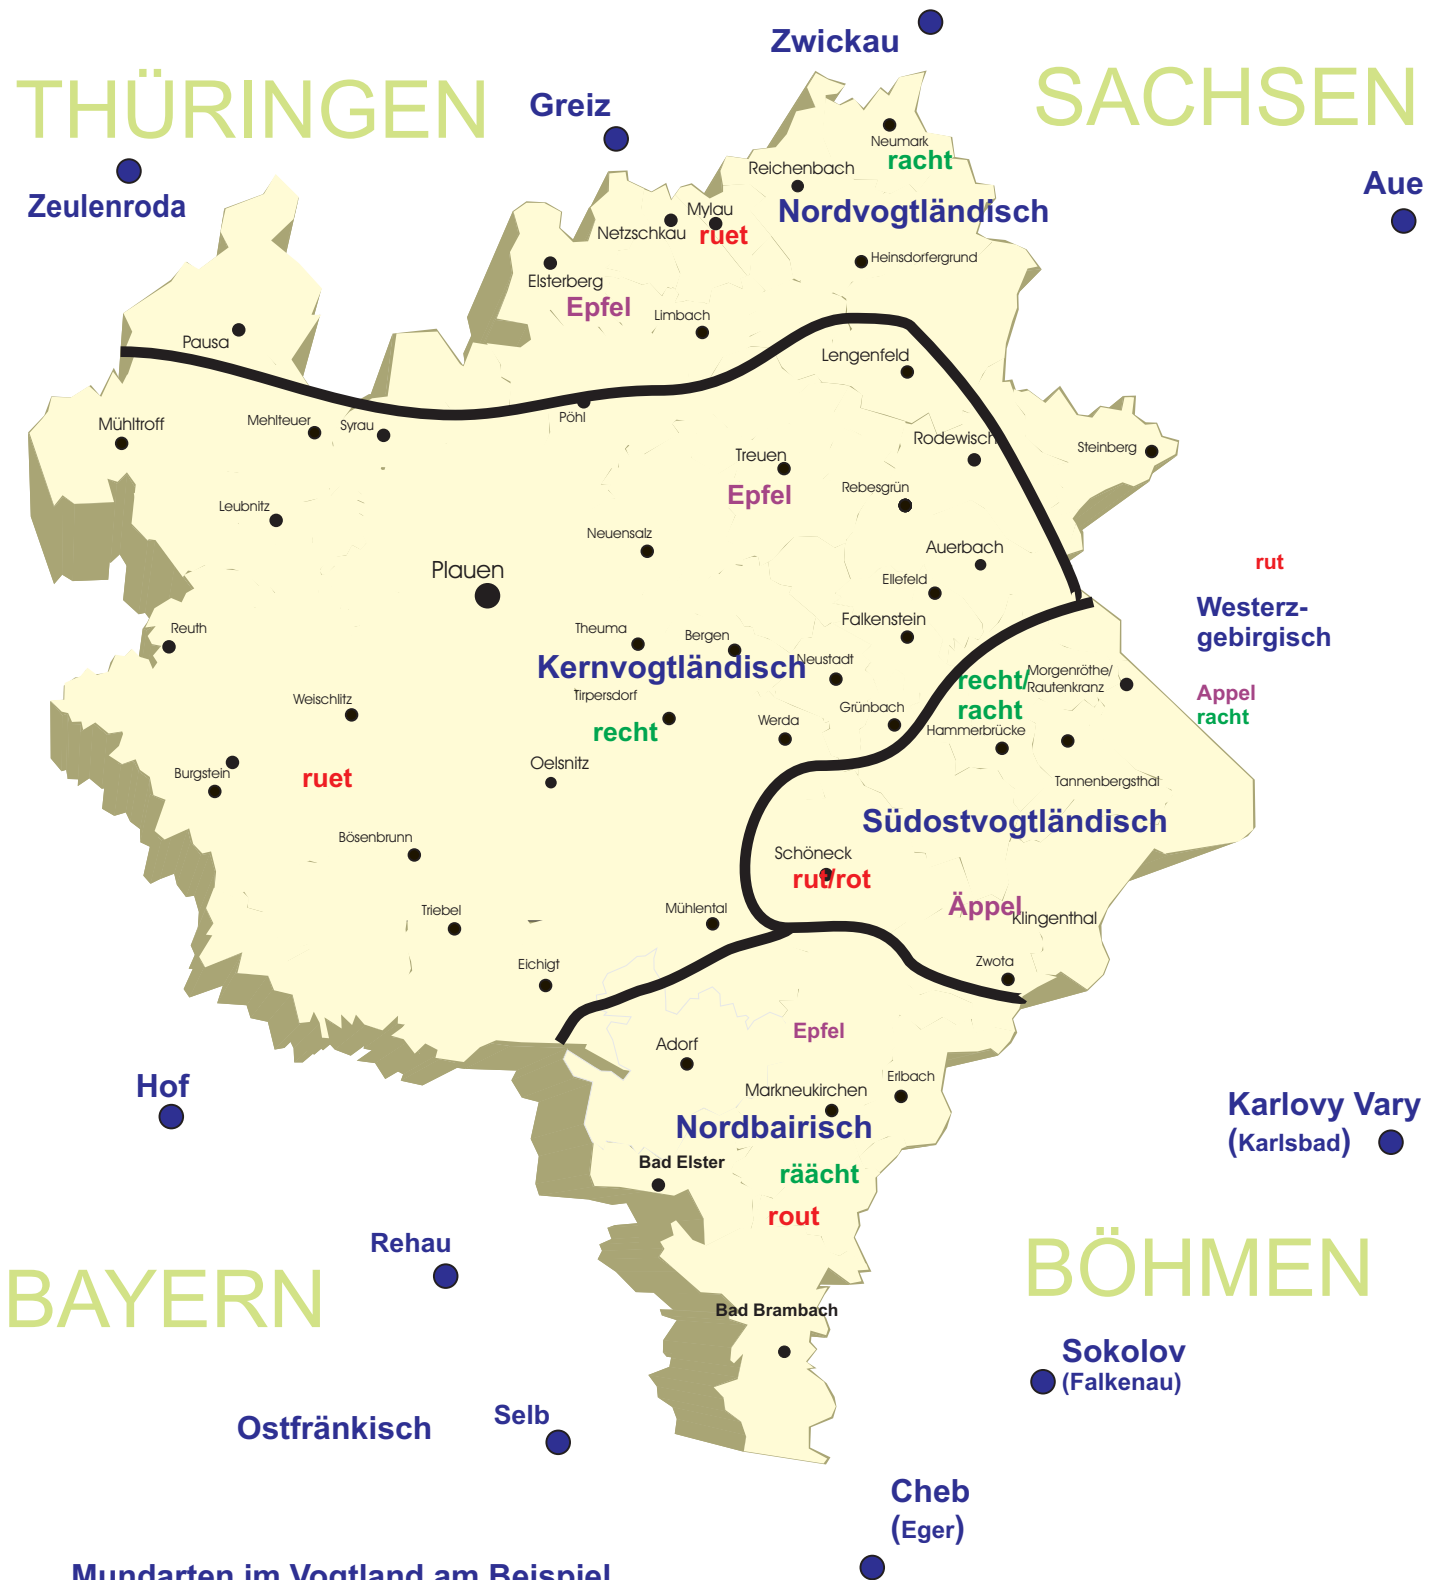 Zwickau
THÜRINGEN
SACHSEN
Greiz
Neumark
racht
Reichenbach
Zeulenroda
Aue
Mylau
Nordvogtländisch
Netzschkau
ruet
Heinsdorfergrund
Elsterberg
Epfel
Limbach
Pausa
Lengenfeld
Mühltroff
Mehlteuer
Syrau
Pöhl
Rodewisch
Steinberg
Treuen
Epfel
Rebesgrün
Leubnitz
Neuensalz
Auerbach
rut
Plauen
Ellefeld
Westerz-
gebirgisch
Falkenstein
Reuth
Theuma
Bergen
Kernvogtländisch
Neustadt
recht/
racht
Morgenröthe/
Rautenkranz
Appel
racht
Weischlitz
Tirpersdorf
recht
Werda
Grünbach
Hammerbrücke
Oelsnitz
Burgstein
ruet
Tannenbergsthal
Südostvogtländisch
Bösenbrunn
Schöneck
rut/rot
Äppel
Klingenthal
Triebel
Mühlental
Eichigt
Zwota
Epfel
Adorf
Hof
Markneukirchen
Erlbach
Karlovy Vary
(Karlsbad)
Nordbairisch
Bad Elster
räächt
rout
Rehau
BÖHMEN
BAYERN
Bad Brambach
Sokolov
(Falkenau)
Selb
Ostfränkisch
Cheb
(Eger)
Mundarten im Vogtland am Beispiel